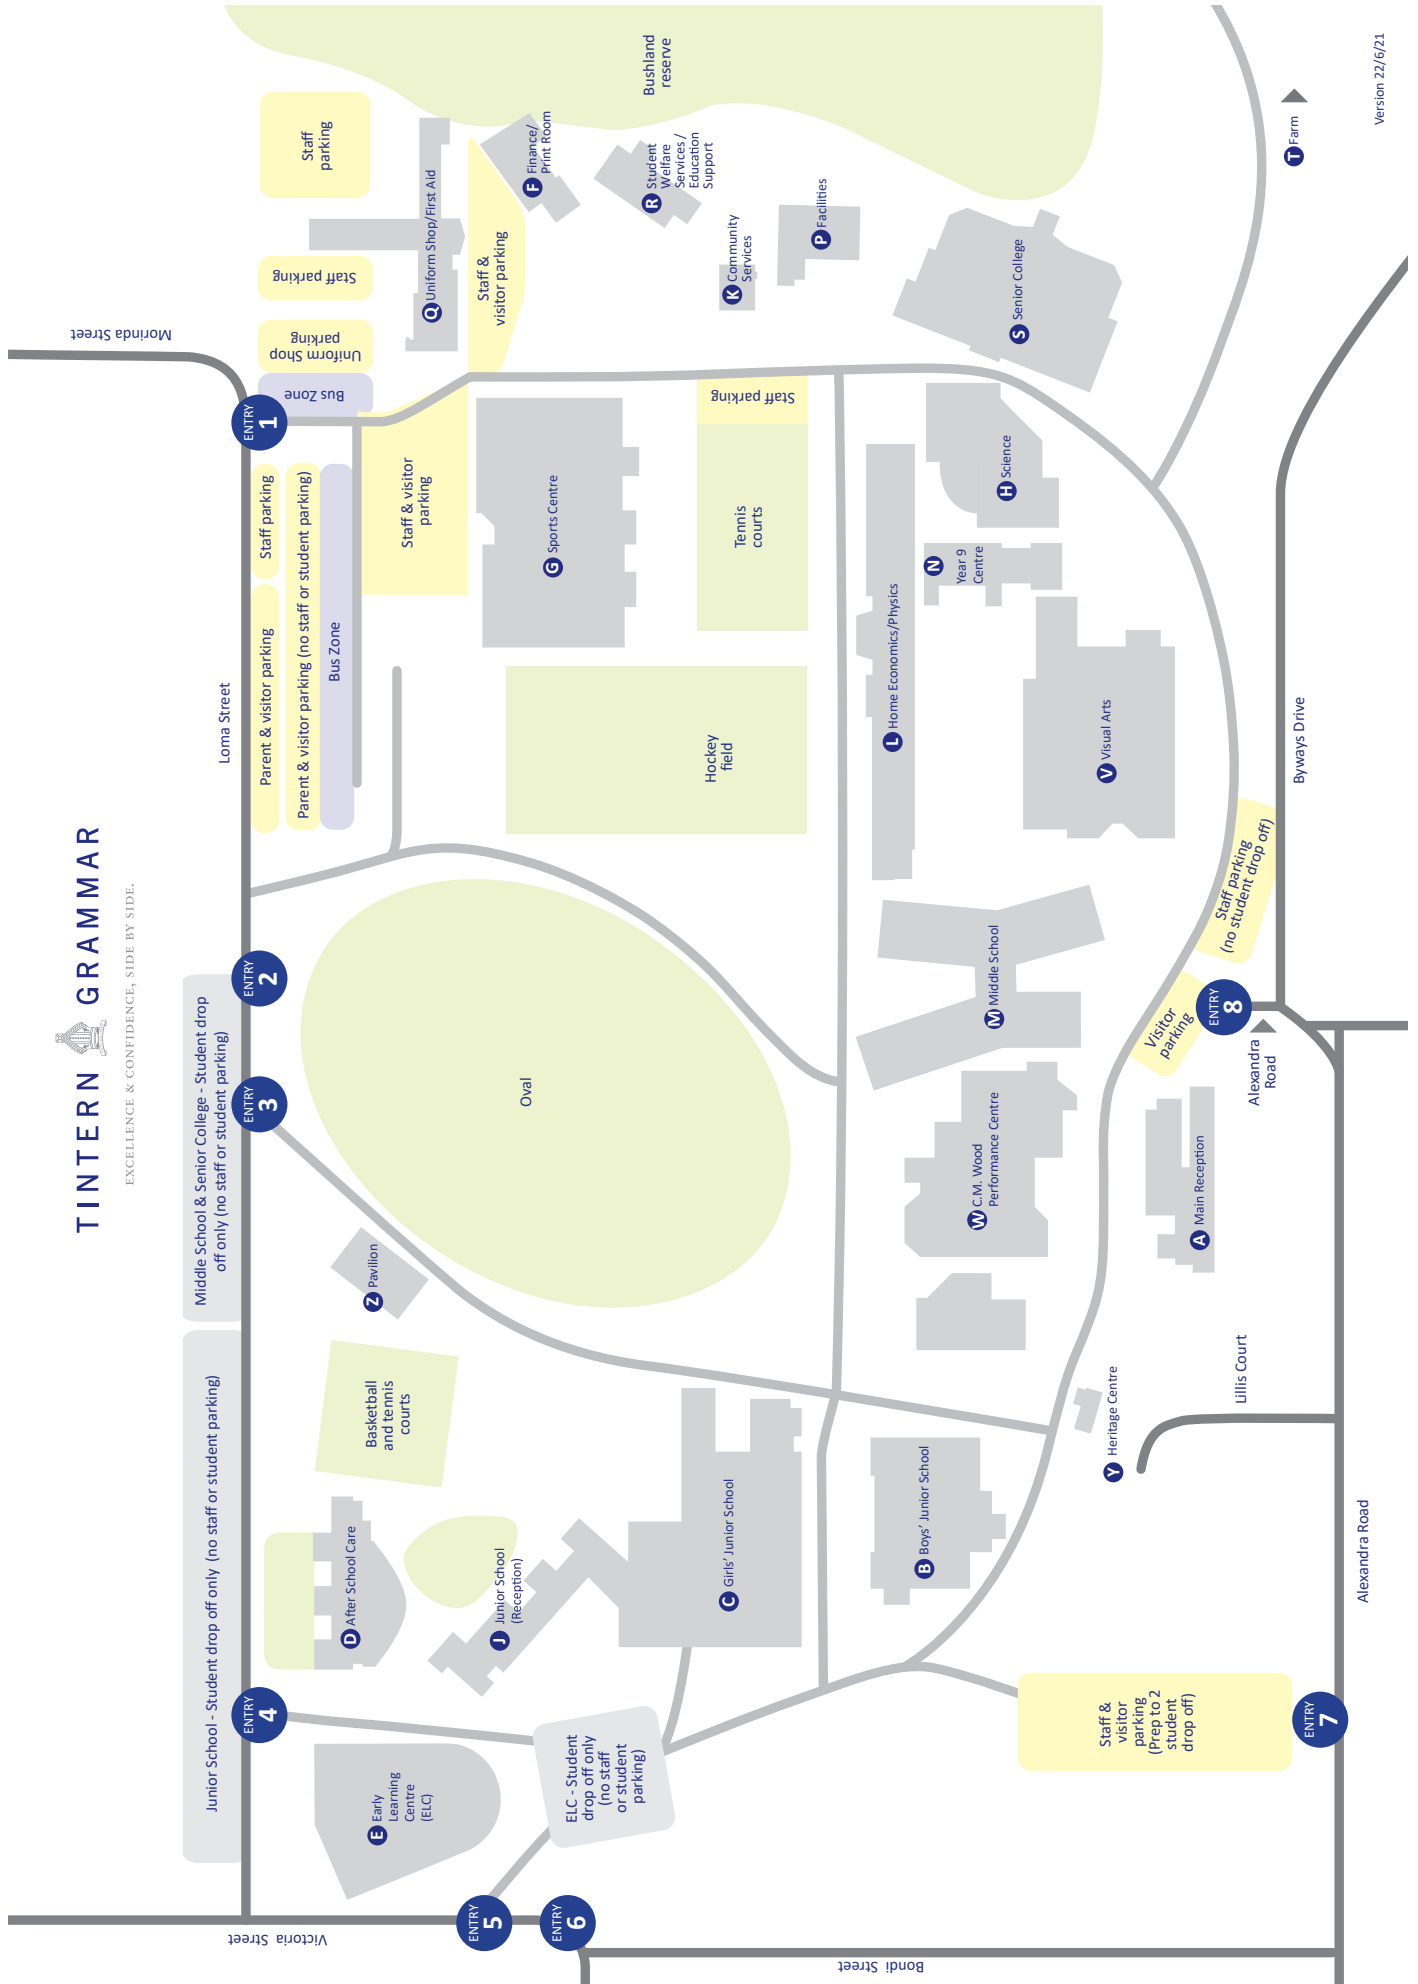 TINTERN GRAMMAR
EXCELLENCE & CONFIDENCE, SIDE BY SIDE.
Junior School - Student drop off only (no staff or student parking)
Middle School & Senior College - Student drop
off only (no staff or student parking)
Loma Street
Morinda Street
Victoria Street
ENTRY
4
ENTRY
3
ENTRY
2
ENTRY
1
Parent & visitor parking
Staff parking
Parent & visitor parking (no staff or student parking)
Bus Zone
Bus Zone
Uniform Shop
parking
Staff parking
Staff
parking
E Early
Learning
Centre
(ELC)
D After School Care
Basketball
and tennis
courts
Z Pavilion
Staff & visitor
parking
Q Uniform Shop/First Aid
ENTRY
5
ENTRY
6
J Junior School
(Reception)
Oval
G Sports Centre
Staff &
visitor parking
F Finance/
Print Room
ELC - Student
drop off only
(no staff
or student
parking)
Bushland
reserve
R Student
Welfare
Services /
Education
Support
C Girls' Junior School
Hockey
field
Tennis
courts
Staff parking
K Community
Services
P Facilities
Bondi Street
B Boys' Junior School
W C.M. Wood
Performance Centre
M Middle School
L Home Economics/Physics
N
Year 9
Centre
H Science
S Senior College
Staff &
visitor
parking
(Prep to 2
student
drop off)
Y Heritage Centre
V Visual Arts
Visitor
parking
A Main Reception
Staff parking
(no student drop off)
ENTRY
8
Lillis Court
Alexandra
Road
Byways Drive
T Farm
ENTRY
7
Alexandra Road
Version 22/6/21